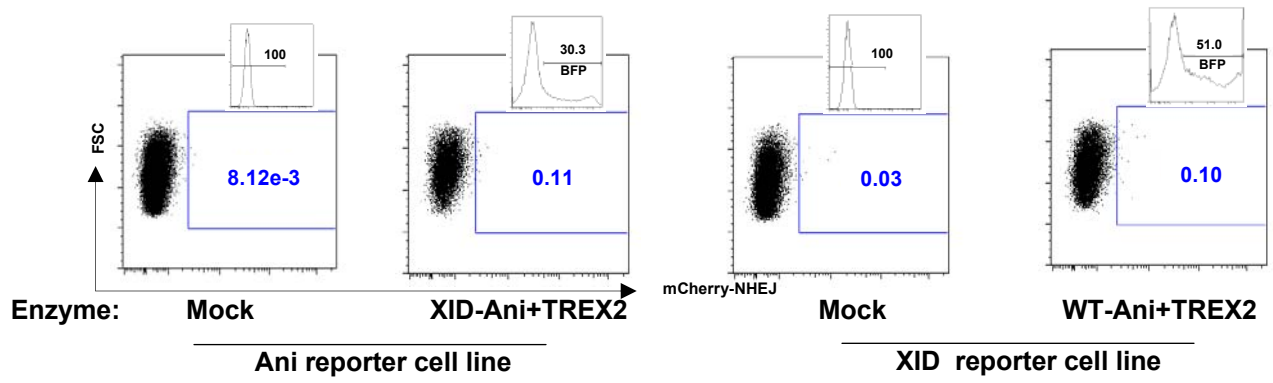 100
30.3
BFP
100
51.0
BFP
FSC
8.12e-3
0.11
0.03
0.10
mCherry-NHEJ
Enzyme: Mock XID-Ani+TREX2 Mock WT-Ani+TREX2
Ani reporter cell line XID reporter cell line